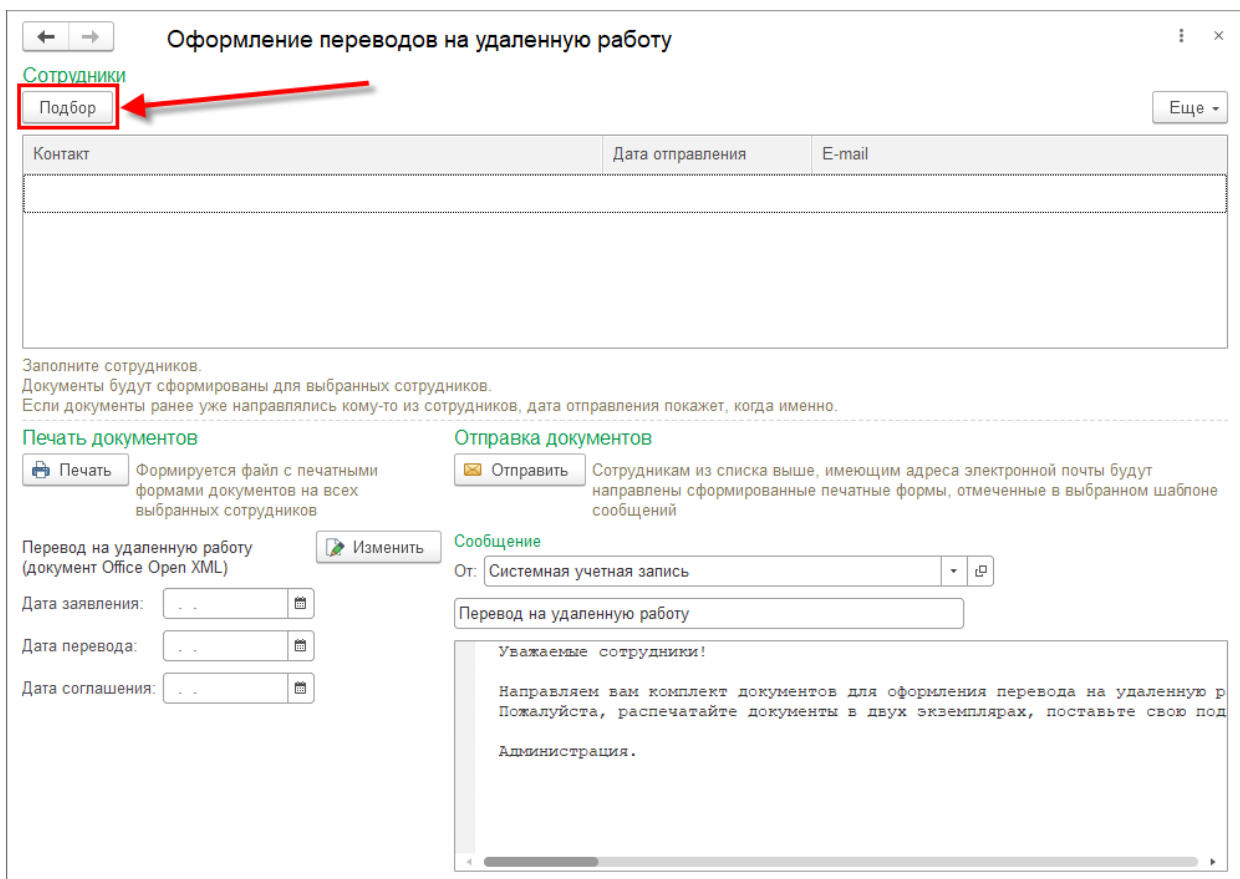 Оформление переводов на удаленную работу
Сотрудники
Подбор
Еще
Контакт Дата отправления E-mail
Заполните сотрудников.
Документы будут сформированы для выбранных сотрудников.
Если документы ранее уже направлялись кому-то из сотрудников, дата отправления покажет, когда именно.
Печать документов
Печать
Формируется файл с печатными
формами документов на всех
выбранных сотрудников
Перевод на удаленную работу
(документ Office Open XML)
Изменить
Дата заявления: . .
Дата перевода: . .
Дата соглашения: . .
Отправка документов
Отправить
Сотрудникам из списка выше, имеющим адреса электронной почты будут
направлены сформированные печатные формы, отмеченные в выбранном шаблоне
сообщений
Сообщение
От: Системная учетная запись
Перевод на удаленную работу
Уважаемые сотрудники!
Направляем вам комплект документов для оформления перевода на удаленную р
Пожалуйста, распечатайте документы в двух экземплярах, поставьте свою под
Администрация.